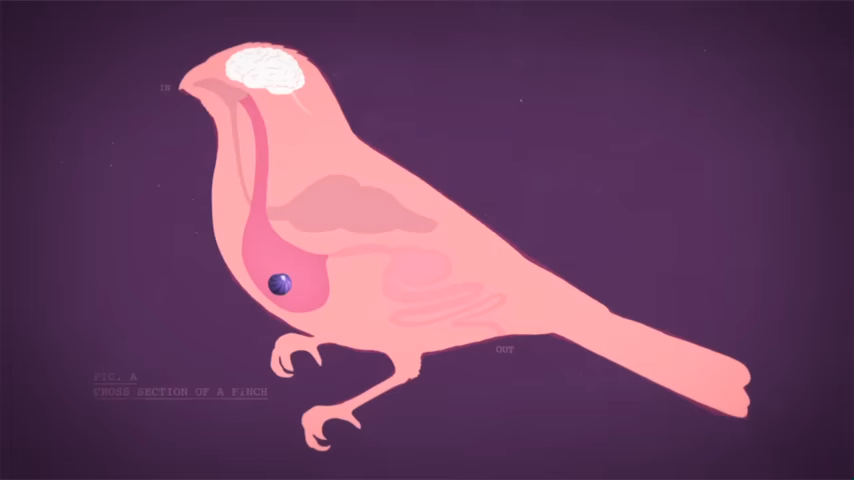 IN
OUT
FIG. A
CROSS SECTION OF A FINCH